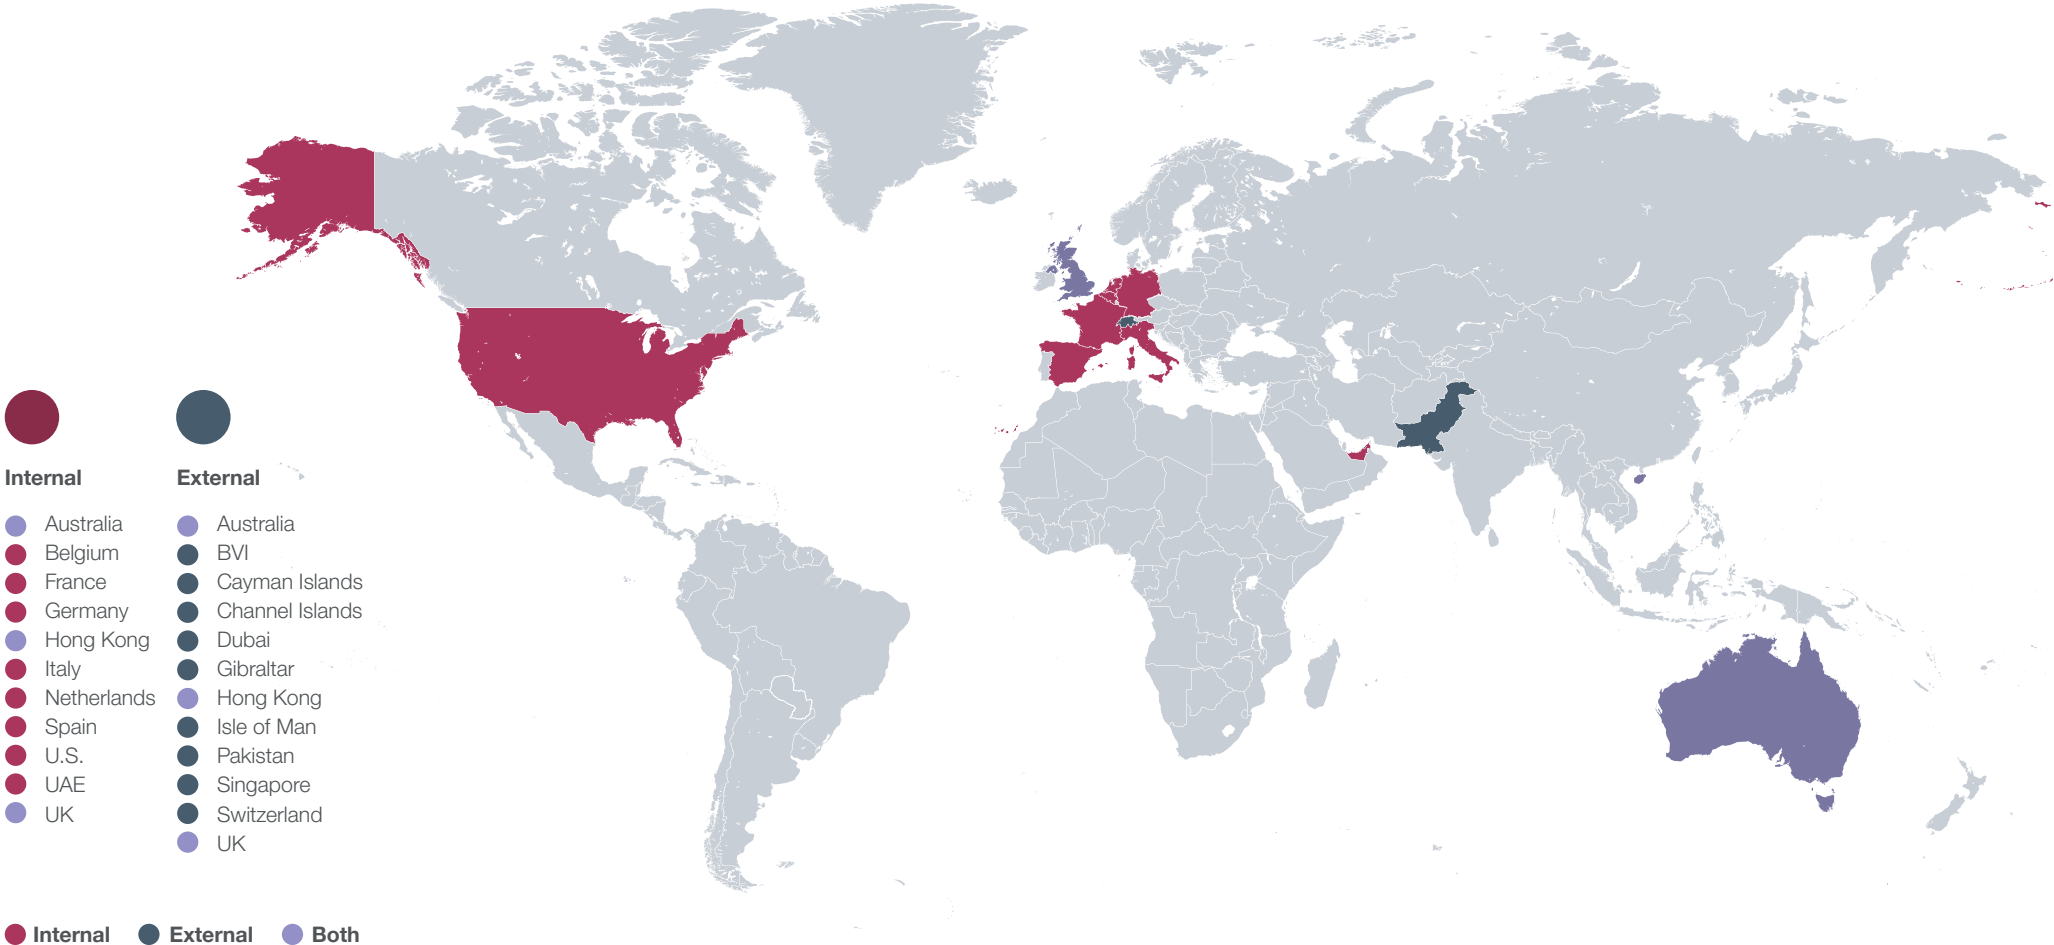 Internal
Australia
Belgium
France
Germany
Hong Kong
Italy
Netherlands
Spain
U.S.
UAE
UK
External
Australia
BVI
Cayman Islands
Channel Islands
Dubai
Gibraltar
Hong Kong
Isle of Man
Pakistan
Singapore
Switzerland
UK
Internal External Both